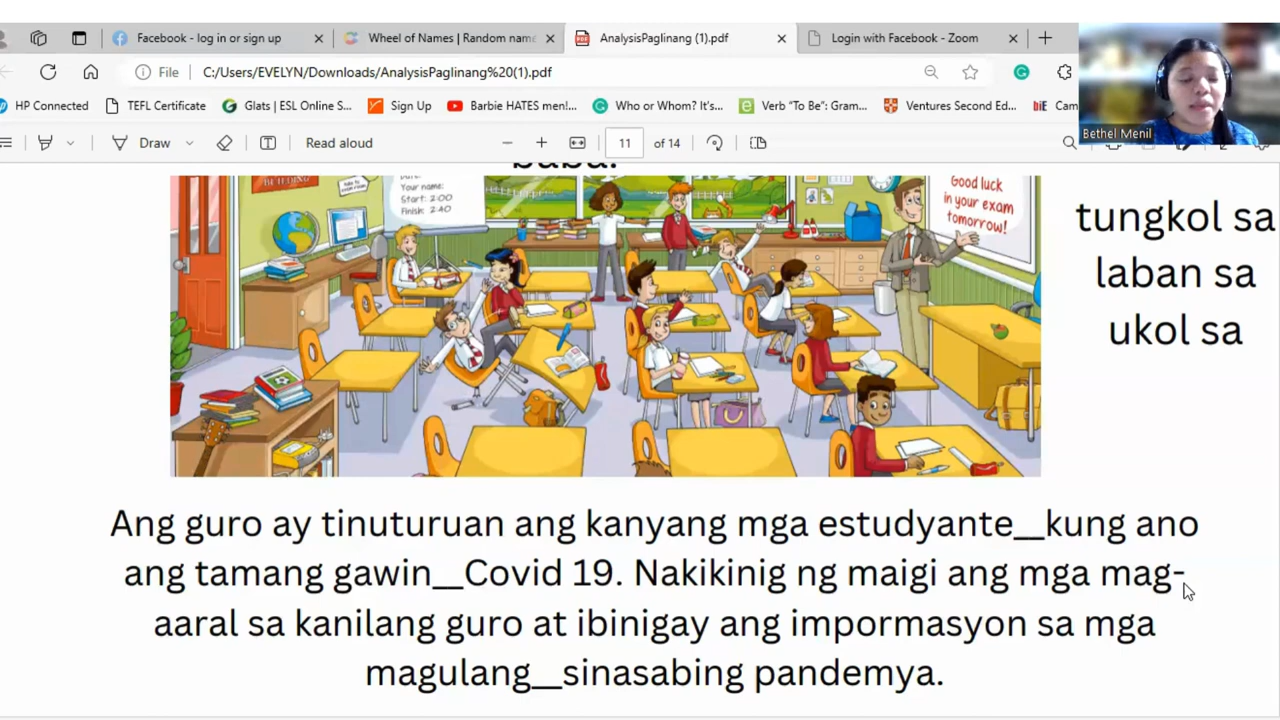 Facebook - log in or sign up
Wheel of Names | Random name
AnalysisPaglinang (1).pdf
Login with Facebook - Zoom
File C:/Users/EVELYN/Downloads/AnalysisPaglinang%20(1).pdf
HP Connected
TEFL Certificate
Glats | ESL Online S...
Sign Up
Barbie HATES men!...
Who or Whom? It's...
Verb "To Be": Gram...
Ventures Second Ed...
Cam
Bethel Menil
Draw
Read aloud
11 of 14
BUILDING
Your name:
Start: 2:00
Finish: 2:40
Good luck
in your exam
tomorrow!
tungkol sa
laban sa
ukol sa
Ang guro ay tinuturuan ang kanyang mga estudyante__kung ano
ang tamang gawin__Covid 19. Nakikinig ng maigi ang mga mag-
aaral sa kanilang guro at ibinigay ang impormasyon sa mga
magulang__sinasabing pandemya.